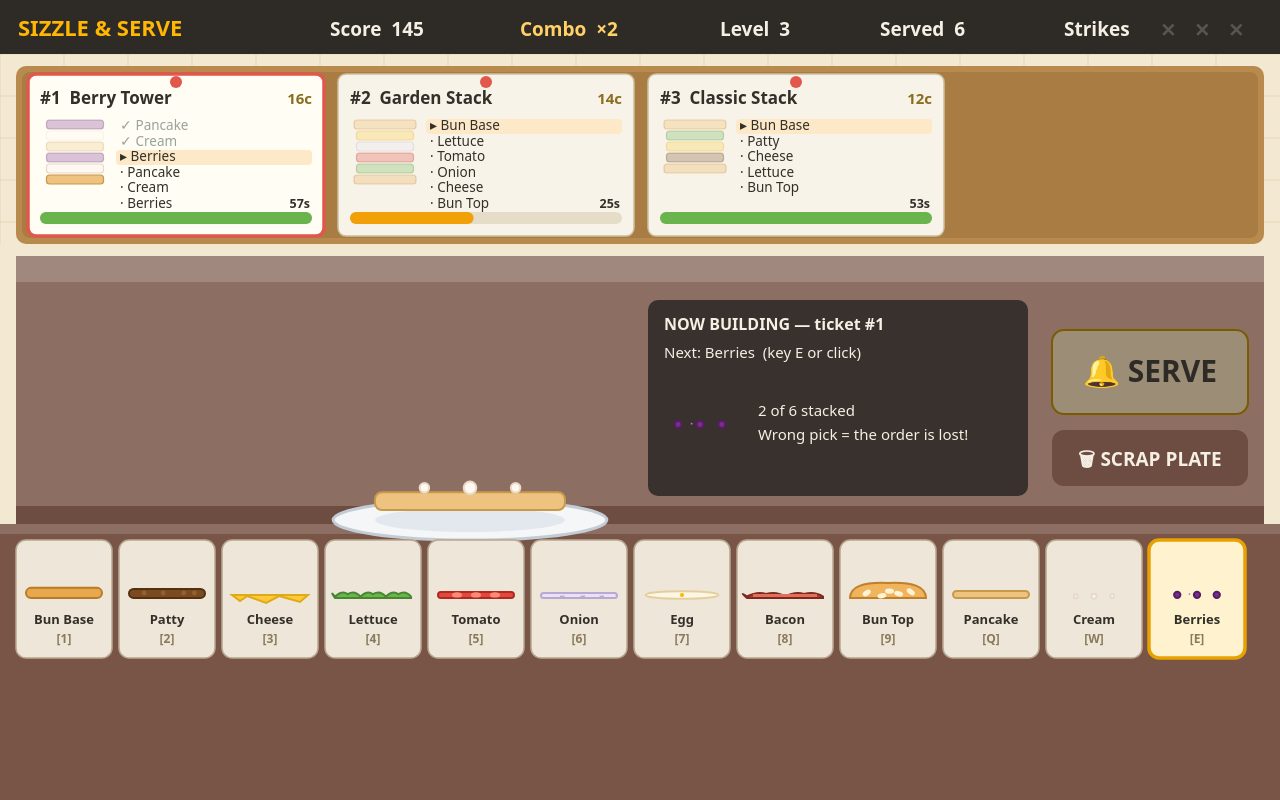 SIZZLE & SERVE
Score 145
Combo ×2
Level 3
Served 6
Strikes × × ×
#1 Berry Tower 16c
✓ Pancake
✓ Cream
▸ Berries
· Pancake
· Cream
· Berries
57s
#2 Garden Stack 14c
▸ Bun Base
· Lettuce
· Tomato
· Onion
· Cheese
· Bun Top
25s
#3 Classic Stack 12c
▸ Bun Base
· Patty
· Cheese
· Lettuce
· Bun Top
53s
NOW BUILDING — ticket #1
Next: Berries (key E or click)
2 of 6 stacked
Wrong pick = the order is lost!
🔔 SERVE
🗑 SCRAP PLATE
Bun Base
[1]
Patty
[2]
Cheese
[3]
Lettuce
[4]
Tomato
[5]
Onion
[6]
Egg
[7]
Bacon
[8]
Bun Top
[9]
Pancake
[Q]
Cream
[W]
Berries
[E]